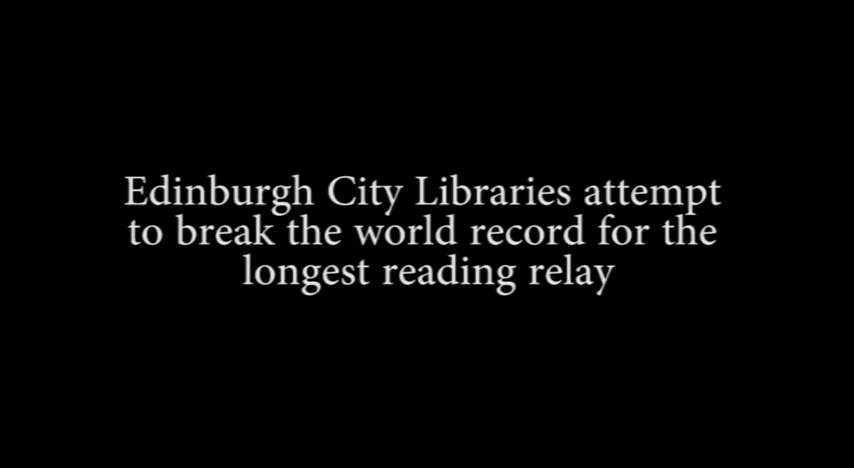 Edinburgh City Libraries attempt
to break the world record for the
longest reading relay